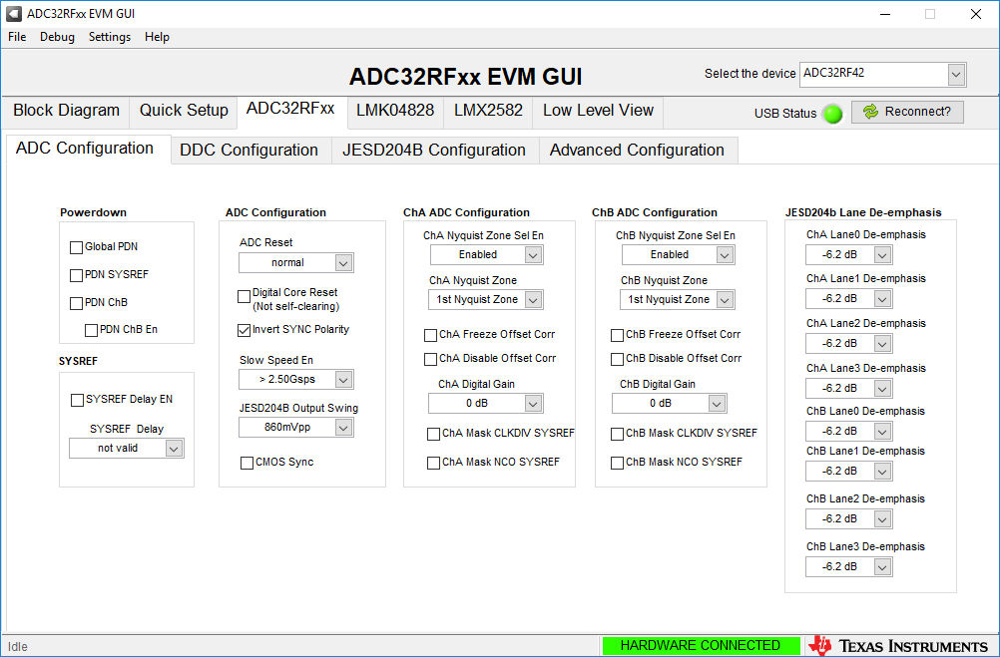 ADC32RFxx EVM GUI
File Debug Settings Help
ADC32RFxx EVM GUI
Select the device ADC32RF42
Block Diagram Quick Setup ADC32RFxx LMK04828 LMX2582 Low Level View
USB Status Reconnect?
ADC Configuration DDC Configuration JESD204B Configuration Advanced Configuration
Powerdown
Global PDN
PDN SYSREF
PDN ChB
PDN ChB En
SYSREF
SYSREF Delay EN
SYSREF Delay
not valid
ADC Configuration
ADC Reset
normal
Digital Core Reset
(Not self-clearing)
Invert SYNC Polarity
Slow Speed En
> 2.50Gsps
JESD204B Output Swing
860mVpp
CMOS Sync
ChA ADC Configuration
ChA Nyquist Zone Sel En
Enabled
ChA Nyquist Zone
1st Nyquist Zone
ChA Freeze Offset Corr
ChA Disable Offset Corr
ChA Digital Gain
0 dB
ChA Mask CLKDIV SYSREF
ChA Mask NCO SYSREF
ChB ADC Configuration
ChB Nyquist Zone Sel En
Enabled
ChB Nyquist Zone
1st Nyquist Zone
ChB Freeze Offset Corr
ChB Disable Offset Corr
ChB Digital Gain
0 dB
ChB Mask CLKDIV SYSREF
ChB Mask NCO SYSREF
JESD204b Lane De-emphasis
ChA Lane0 De-emphasis
-6.2 dB
ChA Lane1 De-emphasis
-6.2 dB
ChA Lane2 De-emphasis
-6.2 dB
ChA Lane3 De-emphasis
-6.2 dB
ChB Lane0 De-emphasis
-6.2 dB
ChB Lane1 De-emphasis
-6.2 dB
ChB Lane2 De-emphasis
-6.2 dB
ChB Lane3 De-emphasis
-6.2 dB
Idle
HARDWARE CONNECTED
TEXAS INSTRUMENTS